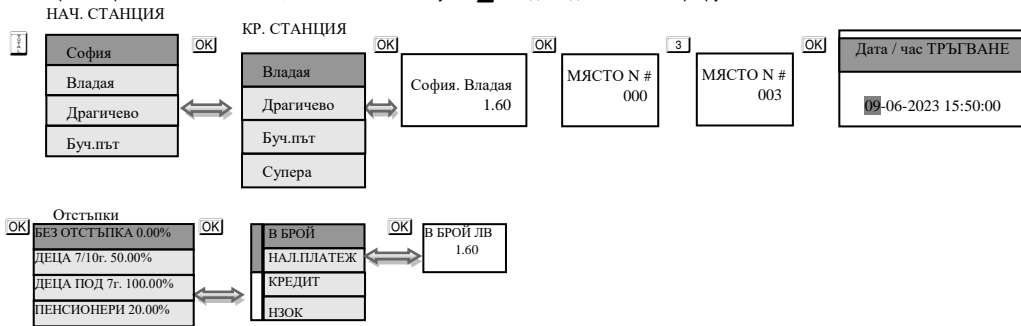 НАЧ. СТАНЦИЯ
София
Владая
Драгичево
Буч.път
OK
КР. СТАНЦИЯ
Владая
Драгичево
Буч.път
Супера
OK
София. Владая
1.60
OK
МЯСТО N #
000
3
МЯСТО N #
003
OK
Дата / час ТРЪГВАНЕ
09-06-2023 15:50:00
OK
Отстъпки
БЕЗ ОТСТЪПКА 0.00%
ДЕЦА 7/10г. 50.00%
ДЕЦА ПОД 7г. 100.00%
ПЕНСИОНЕРИ 20.00%
OK
В БРОЙ
НАЛ.ПЛАТЕЖ
КРЕДИТ
НЗОК
OK
В БРОЙ ЛВ
1.60